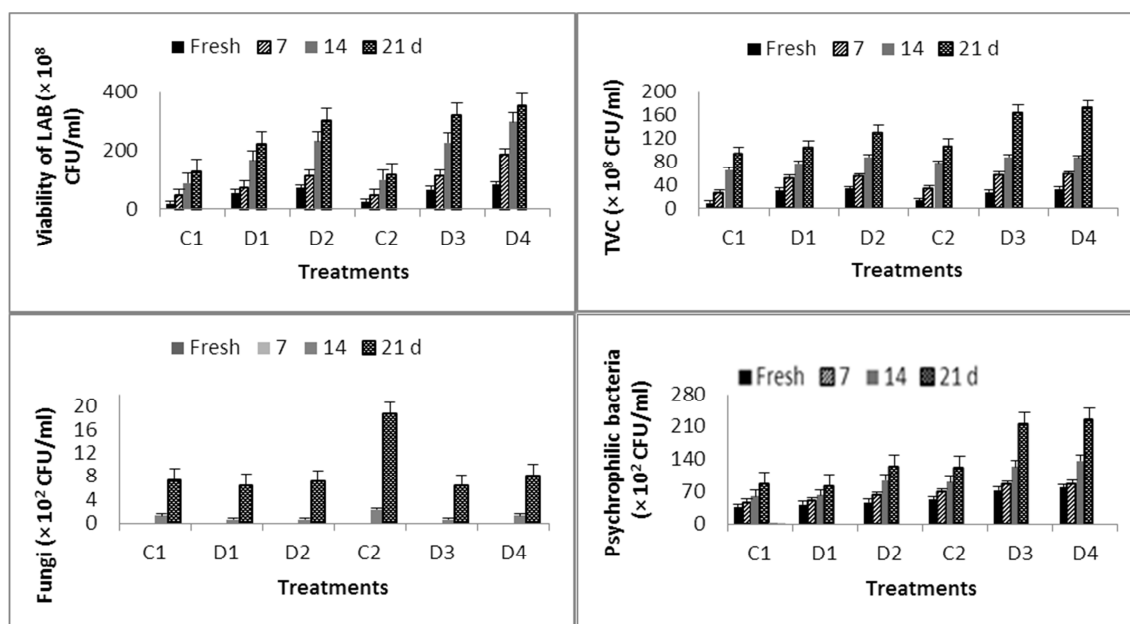 Fresh 7 14 21 d
Viability of LAB (× 10⁸
CFU/ml)
400
200
0
C1 D1 D2 C2 D3 D4
Treatments
Fresh 7 14 21 d
TVC (× 10⁸ CFU/ml)
200
160
120
80
40
0
C1 D1 D2 C2 D3 D4
Treatments
Fresh 7 14 21 d
Fungi (× 10² CFU/ml)
20
16
12
8
4
0
C1 D1 D2 C2 D3 D4
Treatments
Fresh 7 14 21 d
Psychrophilic bacteria
(× 10² CFU/ml)
280
210
140
70
0
C1 D1 D2 C2 D3 D4
Treatments